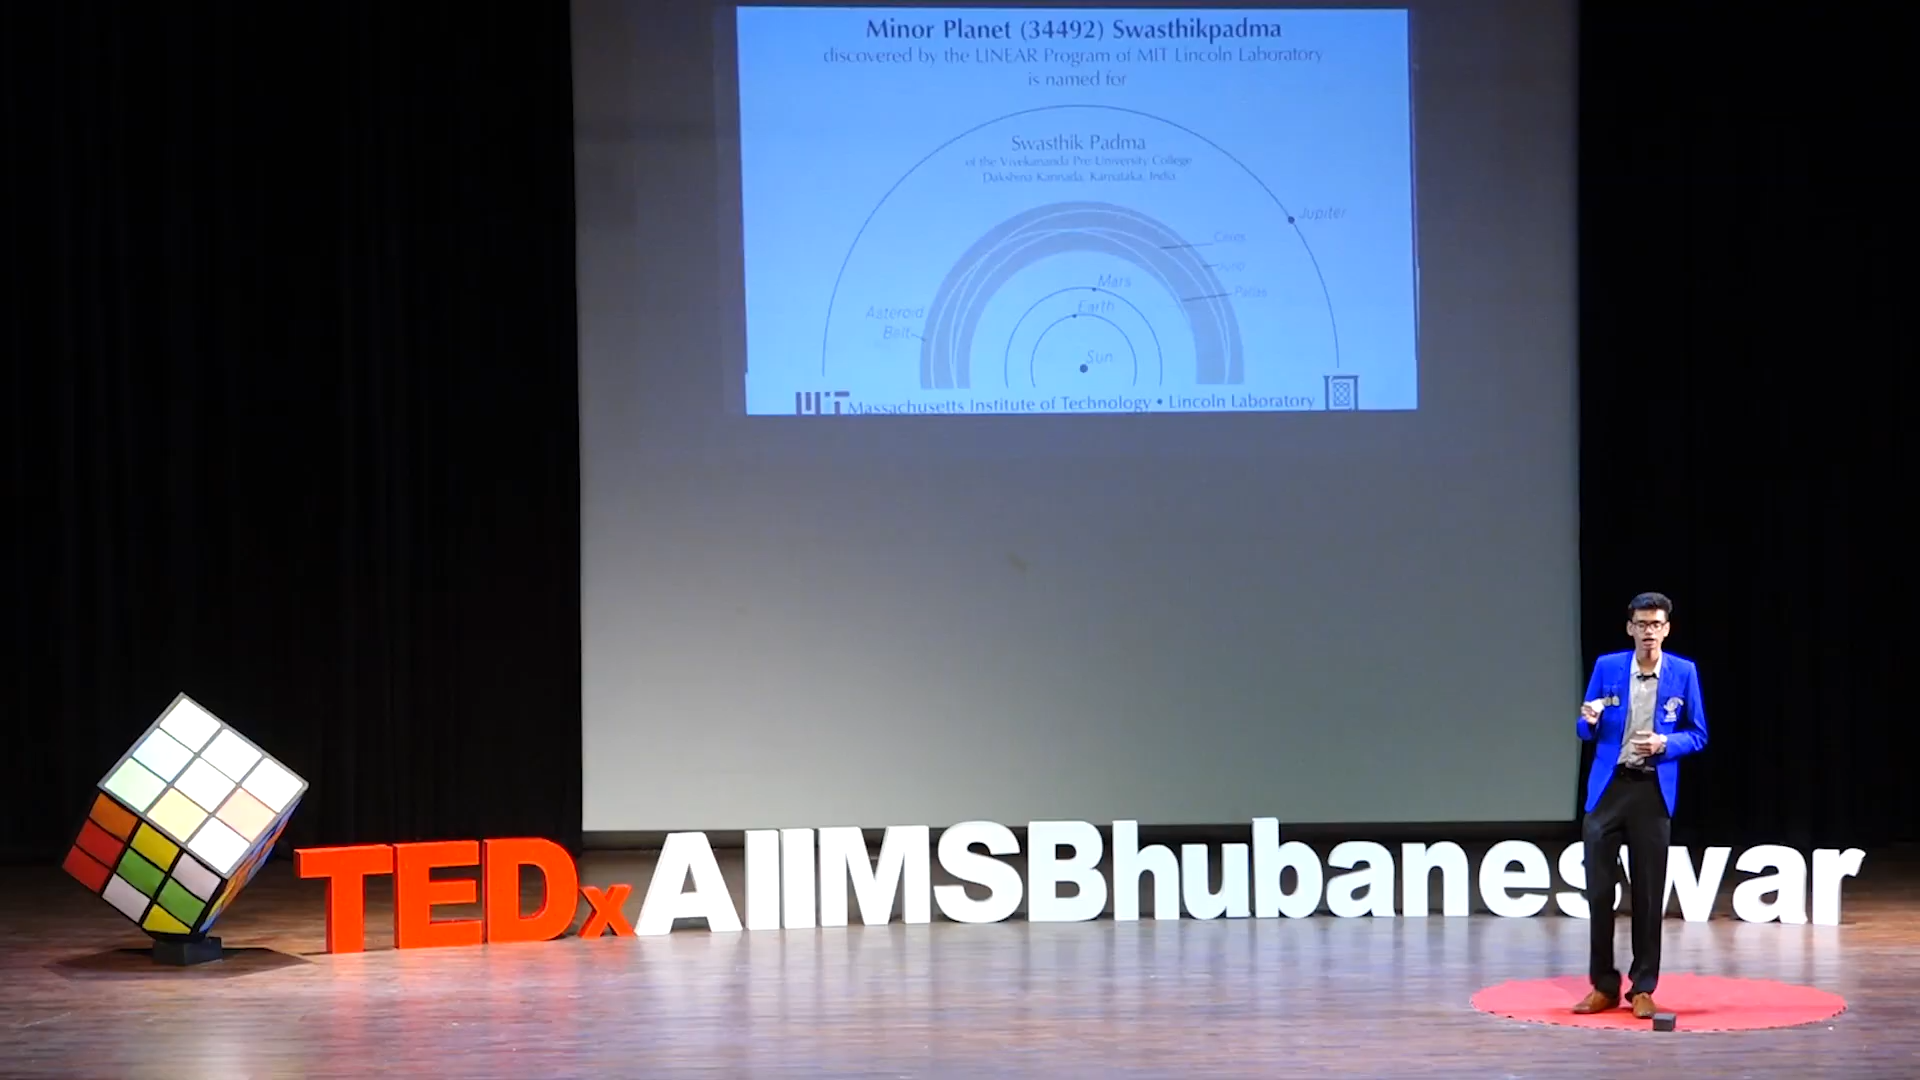 Minor Planet (34492) Swasthikpadma
discovered by the LINEAR Program of MIT Lincoln Laboratory
is named for
Swasthik Padma
of the Vivekananda Pre-University College
Dakshina Kannada, Karnataka, India
Jupiter
Ceres
Juno
Pallas
Mars
Earth
Asteroid
Belt
Sun
MIT Massachusetts Institute of Technology • Lincoln Laboratory
TEDxAIIMSBhubaneswar